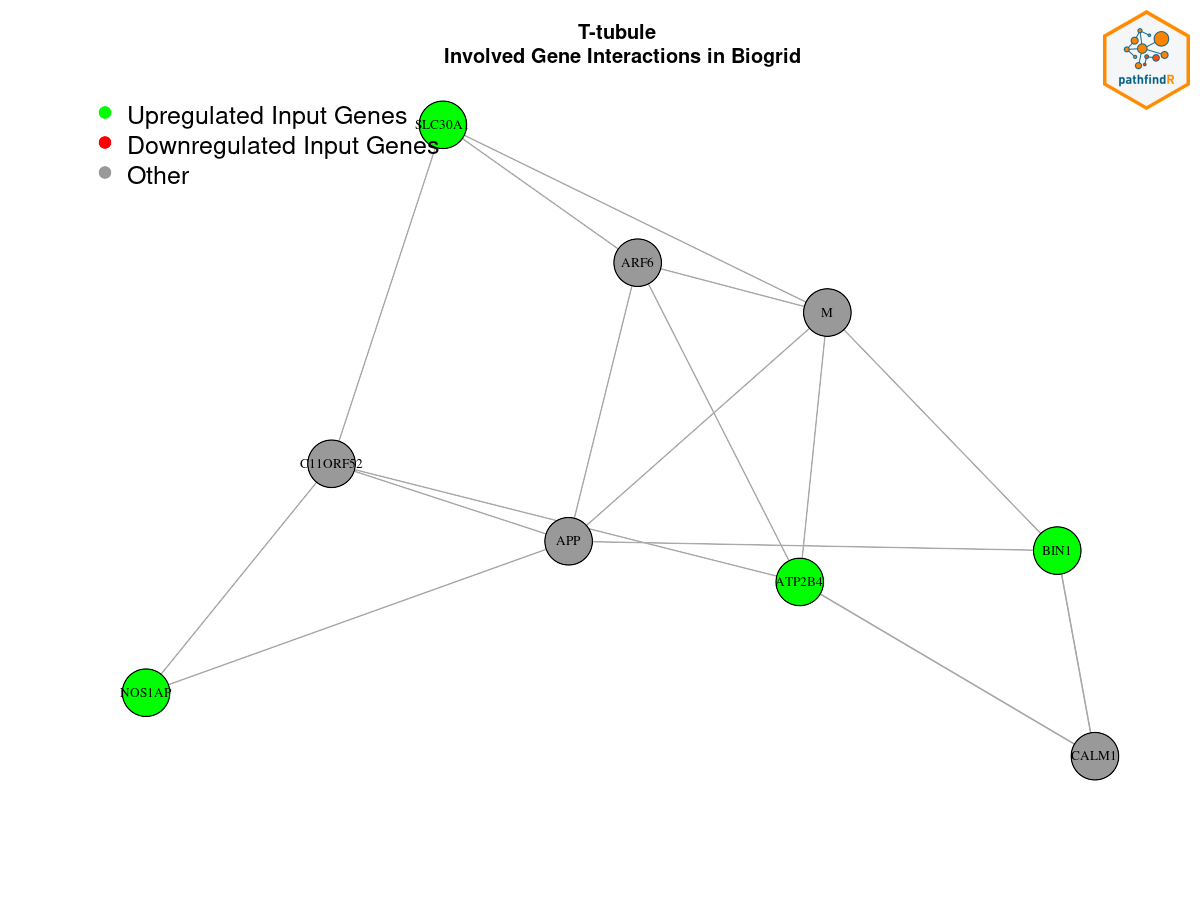 T-tubule
Involved Gene Interactions in Biogrid
pathfindR
Upregulated Input Genes
Downregulated Input Genes
Other
ARF6
M
C11ORF52
APP
BIN1
ATP2B4
NOS1AP
CALM1